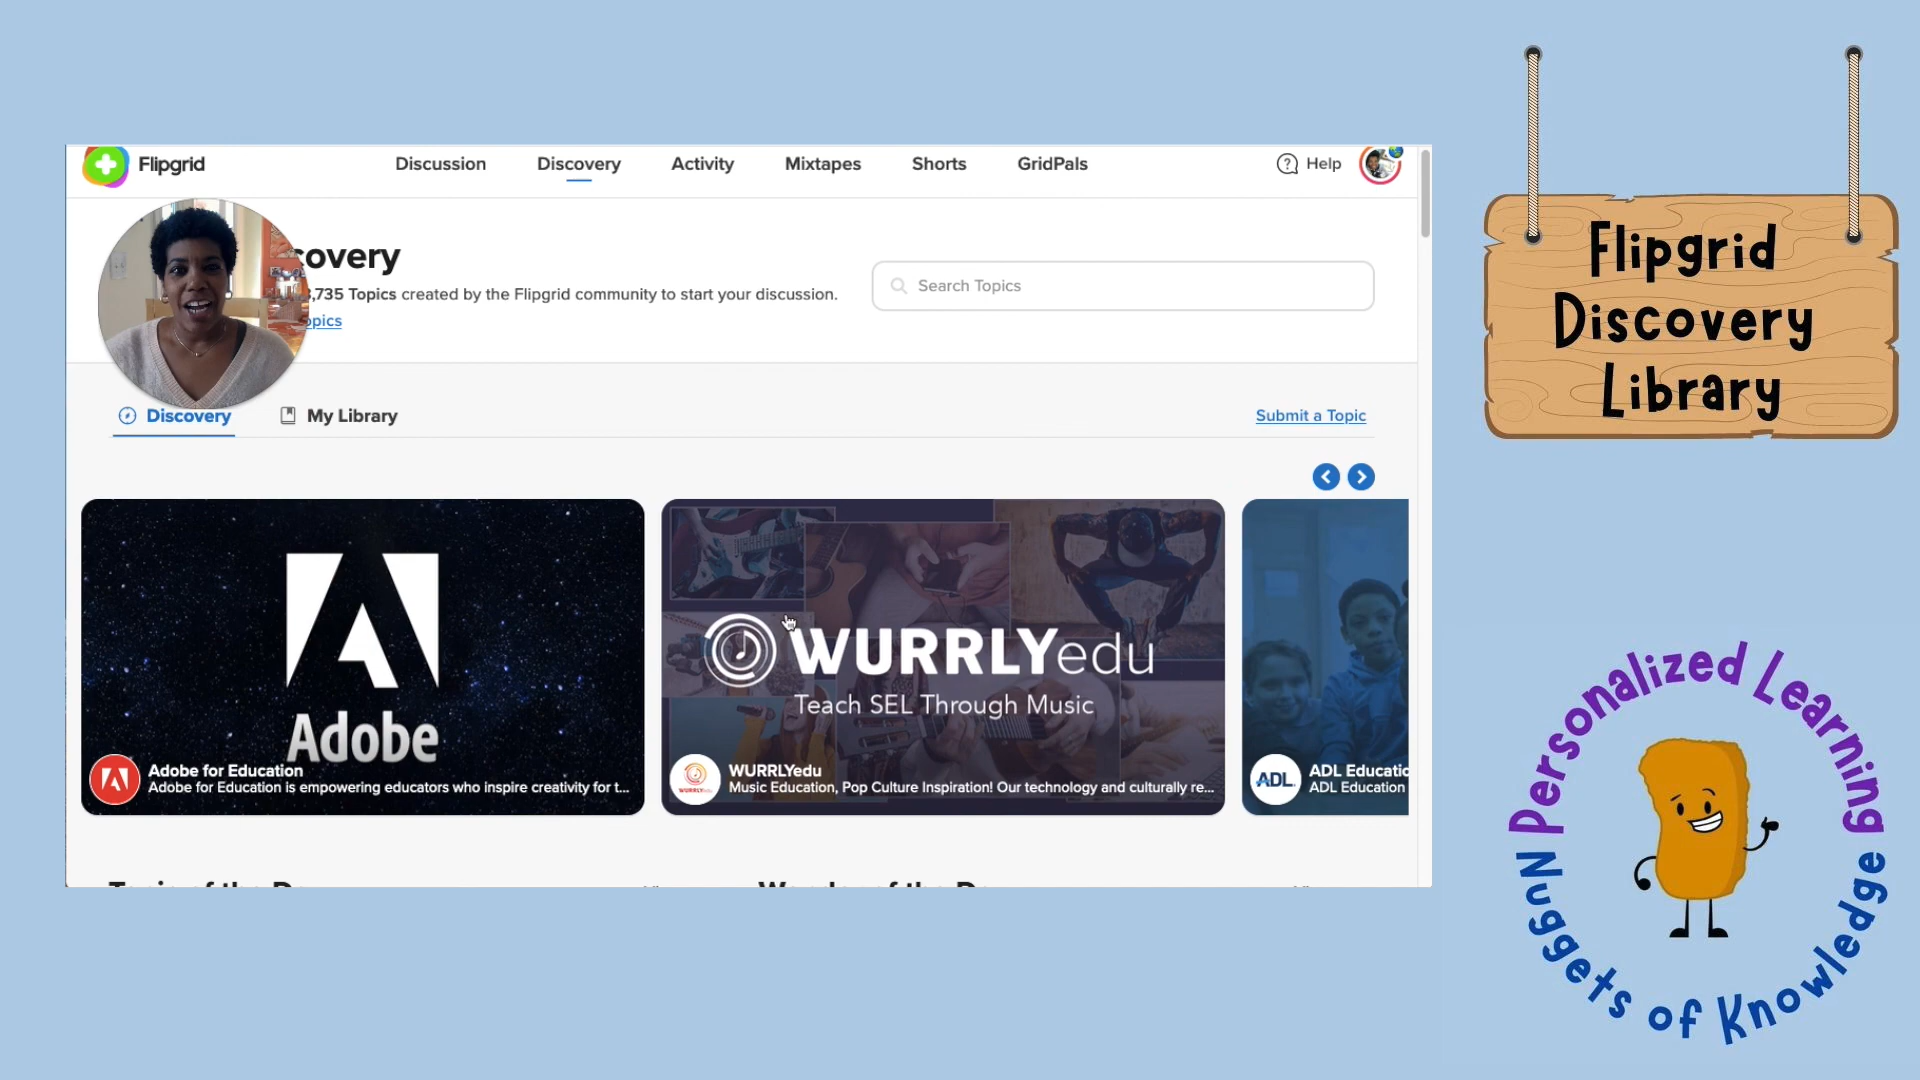 Flipgrid
Discussion
Discovery
Activity
Mixtapes
Shorts
GridPals
Help
covery
,735 Topics created by the Flipgrid community to start your discussion.
opics
Search Topics
Discovery
My Library
Submit a Topic
Adobe
Adobe for Education
Adobe for Education is empowering educators who inspire creativity for t...
WURRLYedu
Teach SEL Through Music
WURRLYedu
Music Education, Pop Culture Inspiration! Our technology and culturally re...
ADL
ADL Educatio
ADL Education
Flipgrid
Discovery
Library
Personalized Learning
Nuggets of Knowledge